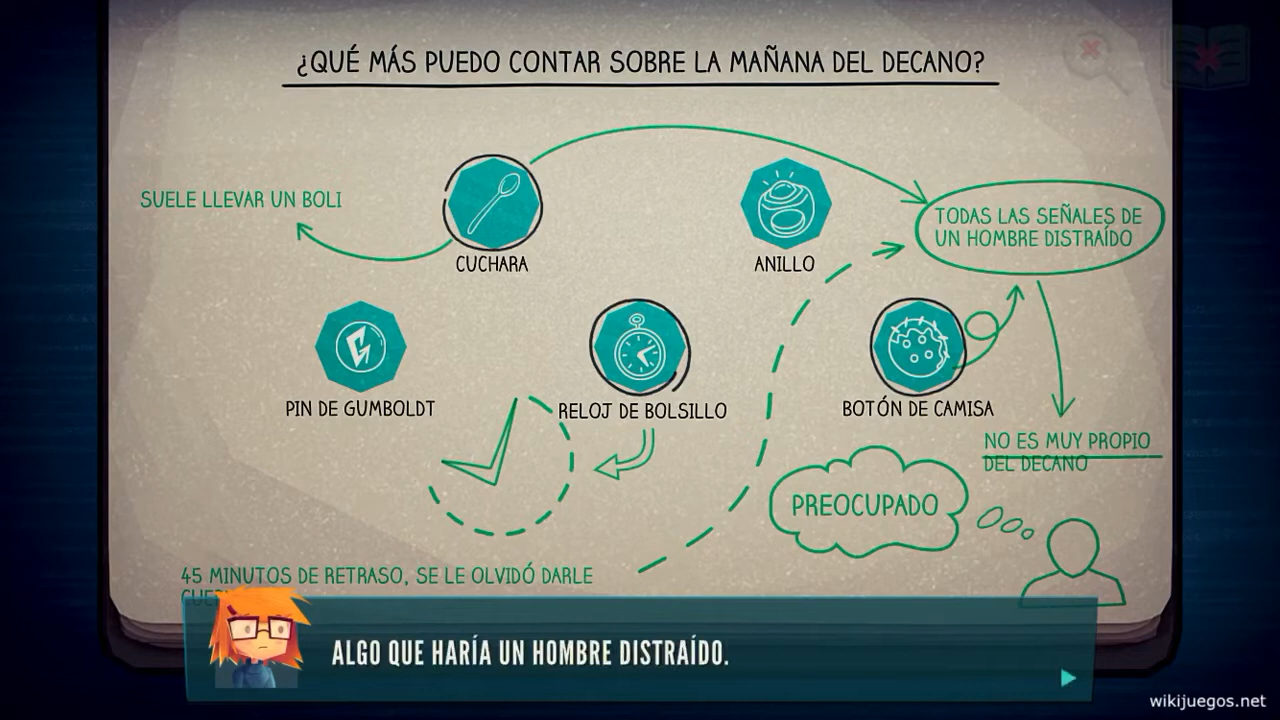 ¿QUÉ MÁS PUEDO CONTAR SOBRE LA MAÑANA DEL DECANO?
SUELE LLEVAR UN BOLI
CUCHARA
ANILLO
TODAS LAS SEÑALES DE
UN HOMBRE DISTRAÍDO
PIN DE GUMBOLDT
RELOJ DE BOLSILLO
BOTÓN DE CAMISA
NO ES MUY PROPIO
DEL DECANO
PREOCUPADO
45 MINUTOS DE RETRASO, SE LE OLVIDÓ DARLE
ALGO QUE HARÍA UN HOMBRE DISTRAÍDO.
wikijuegos.net